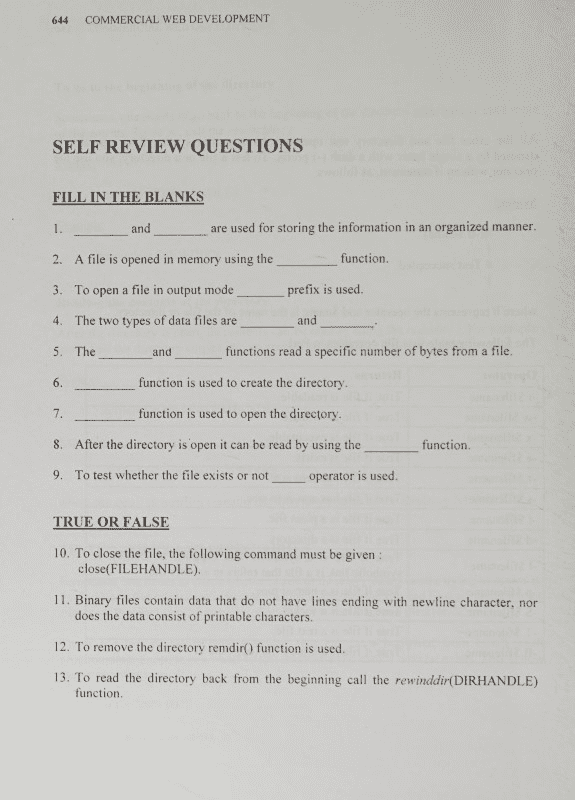 644 COMMERCIAL WEB DEVELOPMENT
SELF REVIEW QUESTIONS
FILL IN THE BLANKS
1. ________ and ________ are used for storing the information in an organized manner.
2. A file is opened in memory using the _________ function.
3. To open a file in output mode _______ prefix is used.
4. The two types of data files are ________ and ________.
5. The ________and _______ functions read a specific number of bytes from a file.
6. _________ function is used to create the directory.
7. _________ function is used to open the directory.
8. After the directory is open it can be read by using the ________ function.
9. To test whether the file exists or not _____ operator is used.
TRUE OR FALSE
10. To close the file, the following command must be given :
close(FILEHANDLE).
11. Binary files contain data that do not have lines ending with newline character, nor
does the data consist of printable characters.
12. To remove the directory remdir() function is used.
13. To read the directory back from the beginning call the rewinddir(DIRHANDLE)
function.